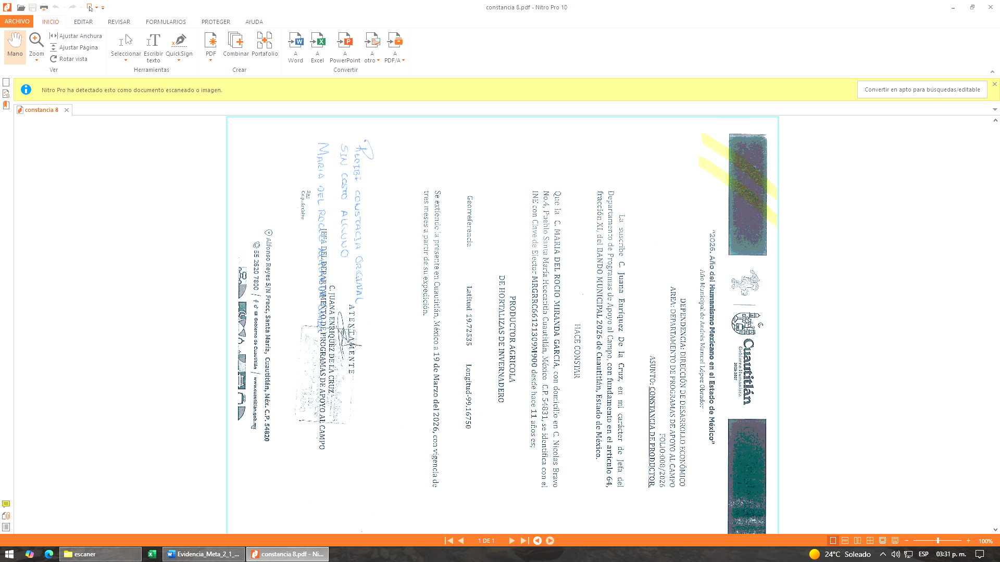 constancia 8.pdf - Nitro Pro 10
ARCHIVO
INICIO
EDITAR
REVISAR
FORMULARIOS
PROTEGER
AYUDA
Mano
Zoom
Ajustar Anchura
Ajustar Página
Rotar vista
Ver
Seleccionar
Escribir texto
QuickSign
Herramientas
PDF
Combinar
Portafolio
Crear
A Word
A Excel
A PowerPoint
A otro
A PDF/A
Convertir
Nitro Pro ha detectado esto como documento escaneado o imagen.
Convertir en apto para búsquedas/editable
constancia 8
Cuautitlán
Gobierno Humanista
2025-2027
"2026. Año del Humanismo Mexicano en el Estado de México"
Año Municipal de Andrés Manuel López Obrador
DEPENDENCIA: DIRECCIÓN DE DESARROLLO ECONÓMICO
AREA: DEPARTAMENTO DE PROGRAMAS DE APOYO AL CAMPO
FOLIO:008/2026
ASUNTO: CONSTANCIA DE PRODUCTOR.
La suscribe C. Juana Enríquez De la Cruz, en mi carácter de Jefa del
Departamento de Programas de Apoyo al Campo, con fundamento en el artículo 64,
fracción XI, del BANDO MUNICIPAL 2026 de Cuautitlán, Estado de México.
HACE CONSTAR
Que la C. MARIA DEL ROCIO MIRANDA GARCIA, con domicilio en C. Nicolas Bravo
No.4, Pueblo Santa María Huecatitla Cuautitlán, México C.P. 54831, se identifica con el
INE con Clave de Elector MRGRRC66121309M900 desde hace 11 años es;
PRODUCTOR AGRICOLA
DE HORTALIZAS DE INVERNADERO
Georreferencia Latitud 19.72535 Longitud-99.16750
Se extiende la presente en Cuautitlán, México a 19 de Marzo del 2026, con vigencia de
tres meses a partir de su expedición.
RECIBI CONSTACIA ORIGINAL
SIN COSTO ALGUNO
MARIA DEL ROCIO
ATENTAMENTE
C. JUANA ENRIQUEZ DE LA CRUZ
JEFA DEL DEPARTAMENTO DE PROGRAMAS DE APOYO AL CAMPO
C.c.p. Archivo
Alfonso Reyes S/N Fracc, Santa María, Cuautitlán, Méx. C.P. 54820
55 2620 7800 / Gobierno de Cuautitlán / www.cuautitlan.gob.mx
1 DE 1
100%
escaner
Evidencia_Meta_2_1_...
constancia 8.pdf - Ni...
24°C Soleado
ESP
03:31 p. m.